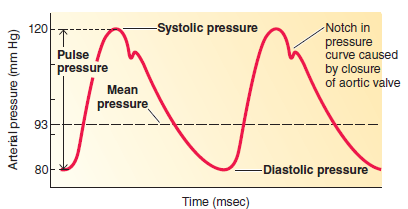 Arterial pressure (mm Hg)
120
93
80
Pulse
pressure
Systolic pressure
Mean
pressure
Notch in
pressure
curve caused
by closure
of aortic valve
Diastolic pressure
Time (msec)